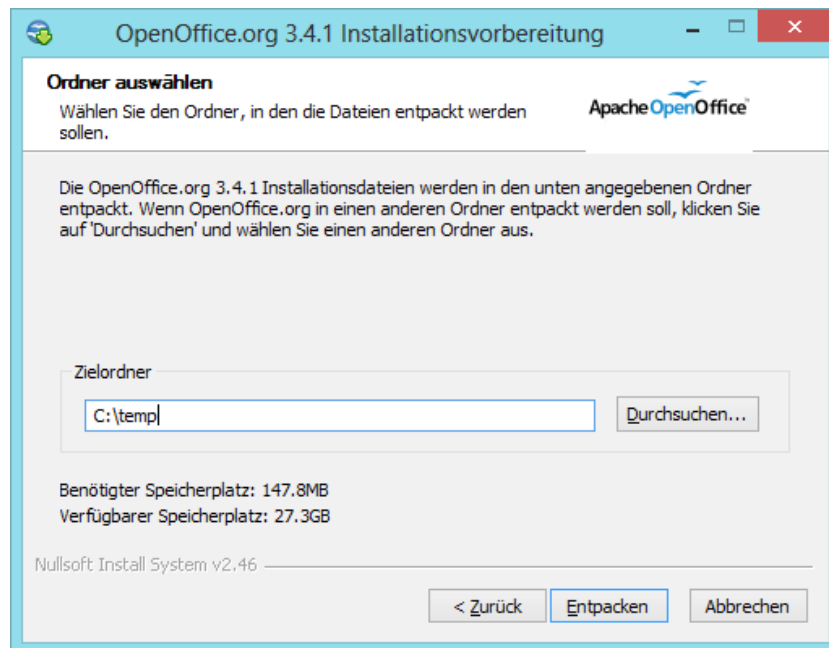 OpenOffice.org 3.4.1 Installationsvorbereitung
Ordner auswählen
Wählen Sie den Ordner, in den die Dateien entpackt werden
sollen.
Apache OpenOffice™
Die OpenOffice.org 3.4.1 Installationsdateien werden in den unten angegebenen Ordner
entpackt. Wenn OpenOffice.org in einen anderen Ordner entpackt werden soll, klicken Sie
auf 'Durchsuchen' und wählen Sie einen anderen Ordner aus.
Zielordner
C:\temp
Durchsuchen...
Benötigter Speicherplatz: 147.8MB
Verfügbarer Speicherplatz: 27.3GB
Nullsoft Install System v2.46
< Zurück
Entpacken
Abbrechen